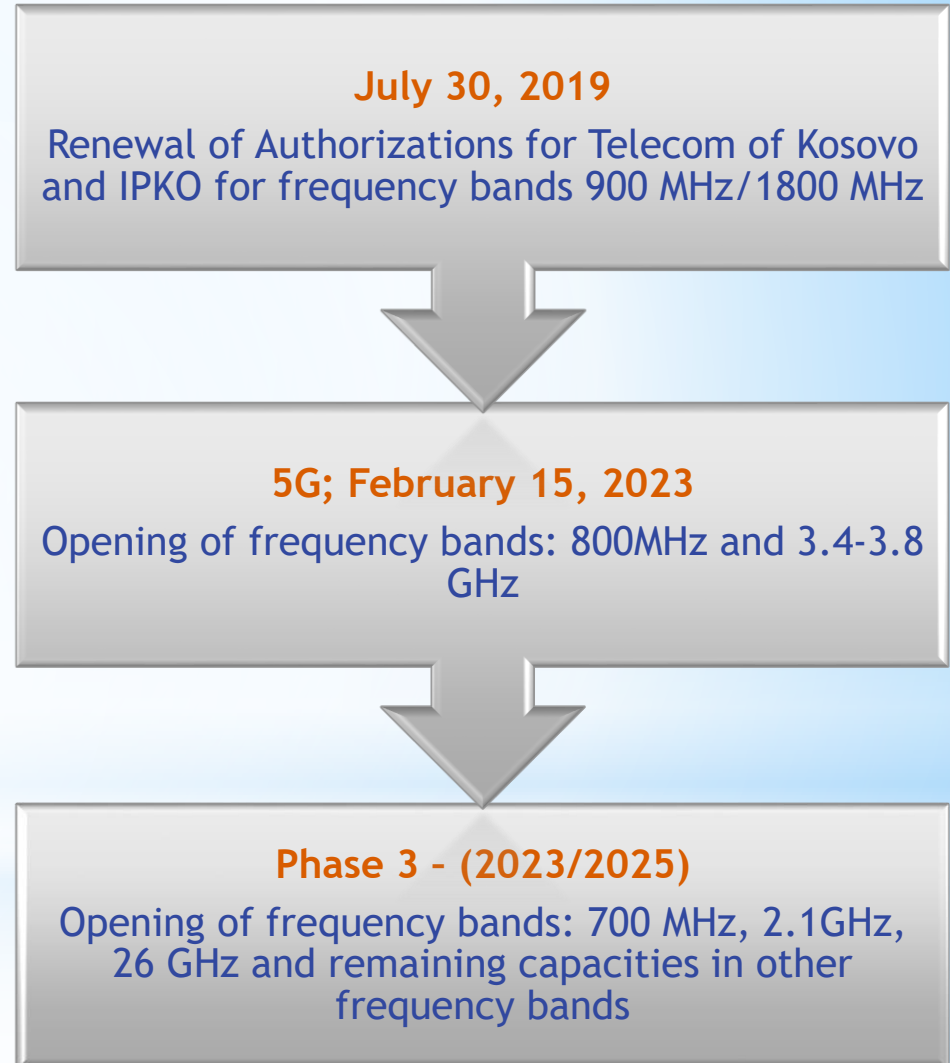 July 30, 2019
Renewal of Authorizations for Telecom of Kosovo
and IPKO for frequency bands 900 MHz/1800 MHz
5G; February 15, 2023
Opening of frequency bands: 800MHz and 3.4-3.8
GHz
Phase 3 - (2023/2025)
Opening of frequency bands: 700 MHz, 2.1GHz,
26 GHz and remaining capacities in other
frequency bands